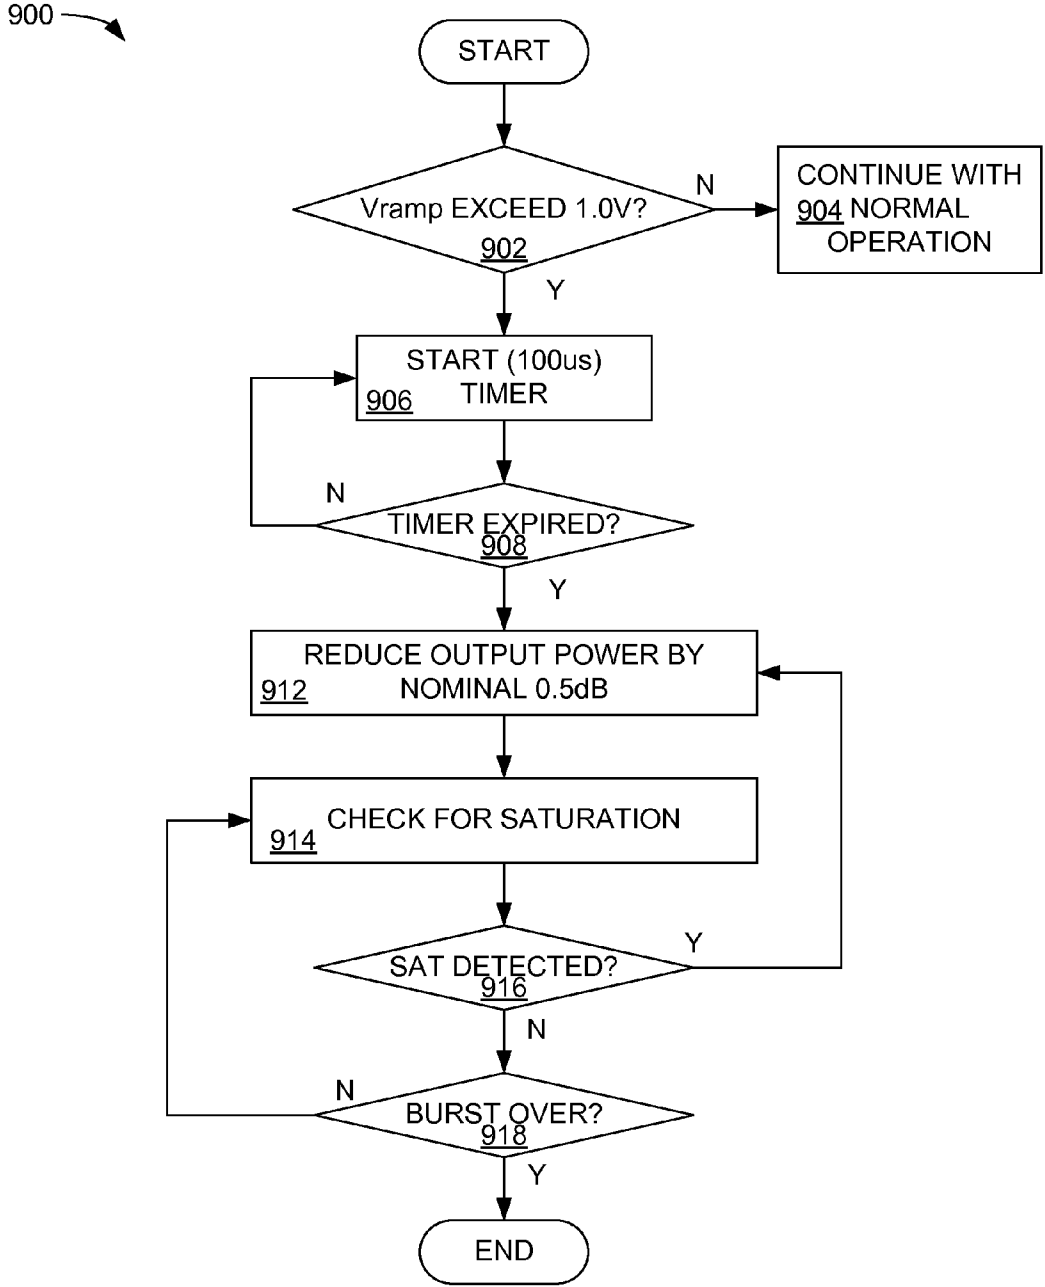 900
START
Vramp EXCEED 1.0V?
902
N
CONTINUE WITH
904 NORMAL
OPERATION
Y
START (100us)
TIMER
906
N
TIMER EXPIRED?
908
Y
REDUCE OUTPUT POWER BY
NOMINAL 0.5dB
912
CHECK FOR SATURATION
914
SAT DETECTED?
916
Y
N
BURST OVER?
918
N
Y
END